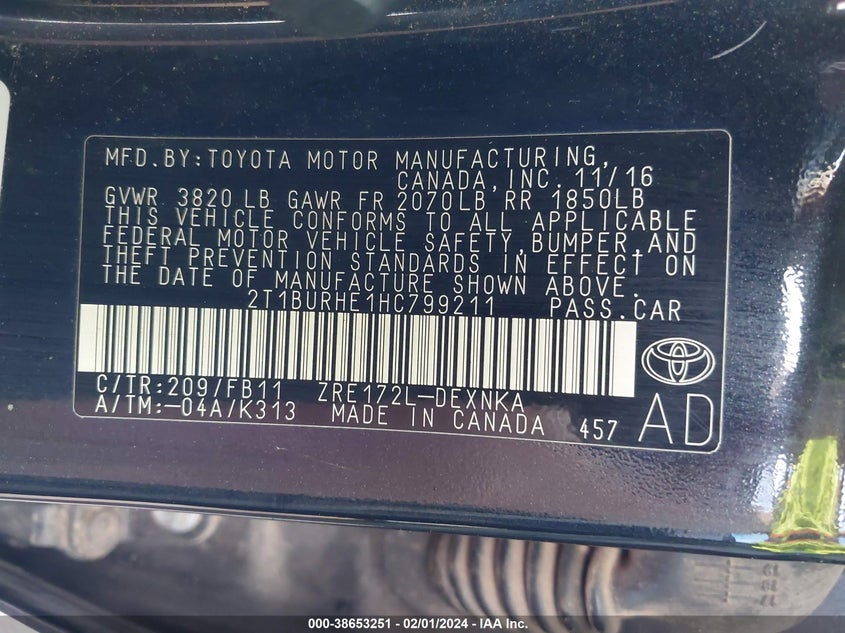 MFD.BY:TOYOTA MOTOR MANUFACTURING,
CANADA,INC. 11/16
GVWR 3820 LB GAWR FR 2070LB RR 1850LB
THIS VEHICLE CONFORMS TO ALL APPLICABLE
FEDERAL MOTOR VEHICLE SAFETY,BUMPER,AND
THEFT PREVENTION STANDARDS IN EFFECT ON
THE DATE OF MANUFACTURE SHOWN ABOVE.
2T1BURHE1HC799211 PASS.CAR
C/TR:209/FB11 ZRE172L-DEXNKA
A/TM:-04A/K313 MADE IN CANADA 457
AD
000-38653251 / 02/01/2024 - IAA Inc.